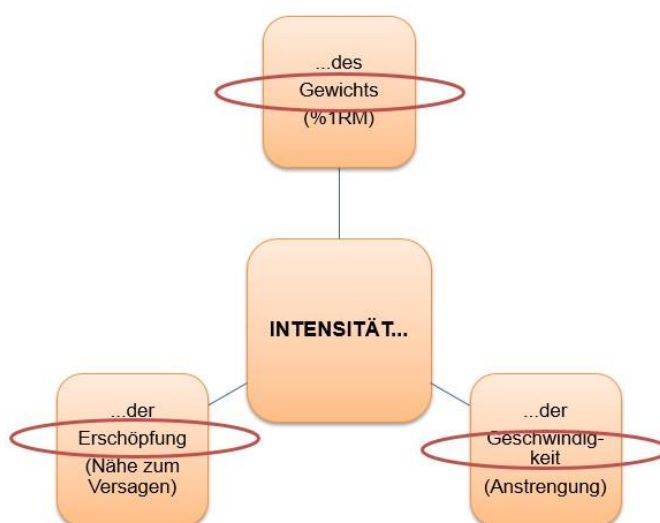 ...des
Gewichts
(%1RM)
INTENSITÄT...
...der
Erschöpfung
(Nähe zum
Versagen)
...der
Geschwindig-
keit
(Anstrengung)